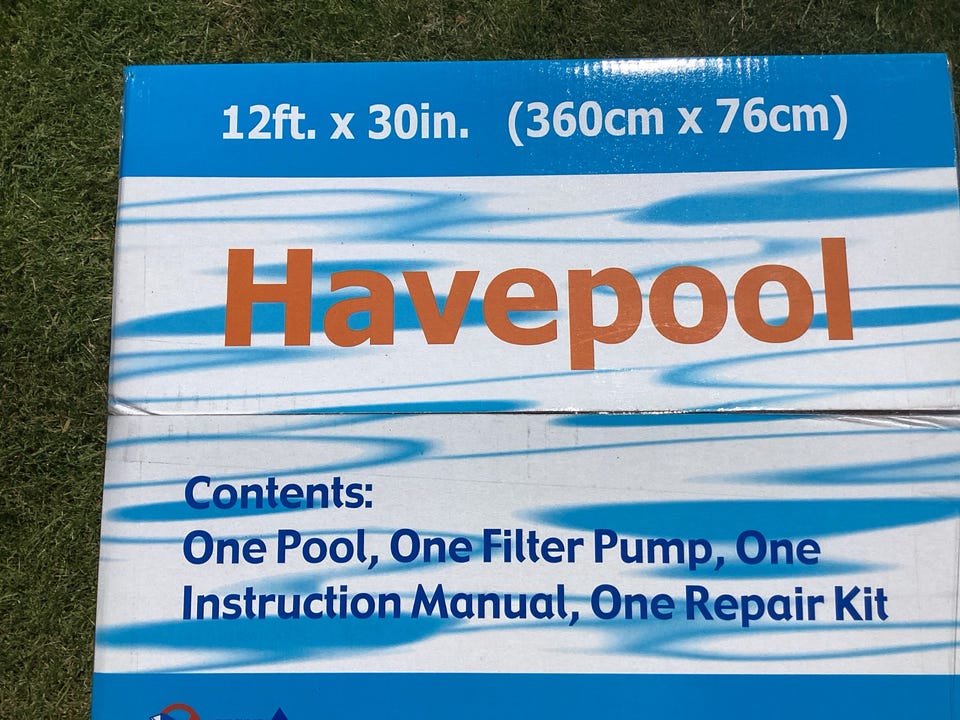 12ft. x 30in. (360cm x 76cm)
Havepool
Contents:
One Pool, One Filter Pump, One
Instruction Manual, One Repair Kit